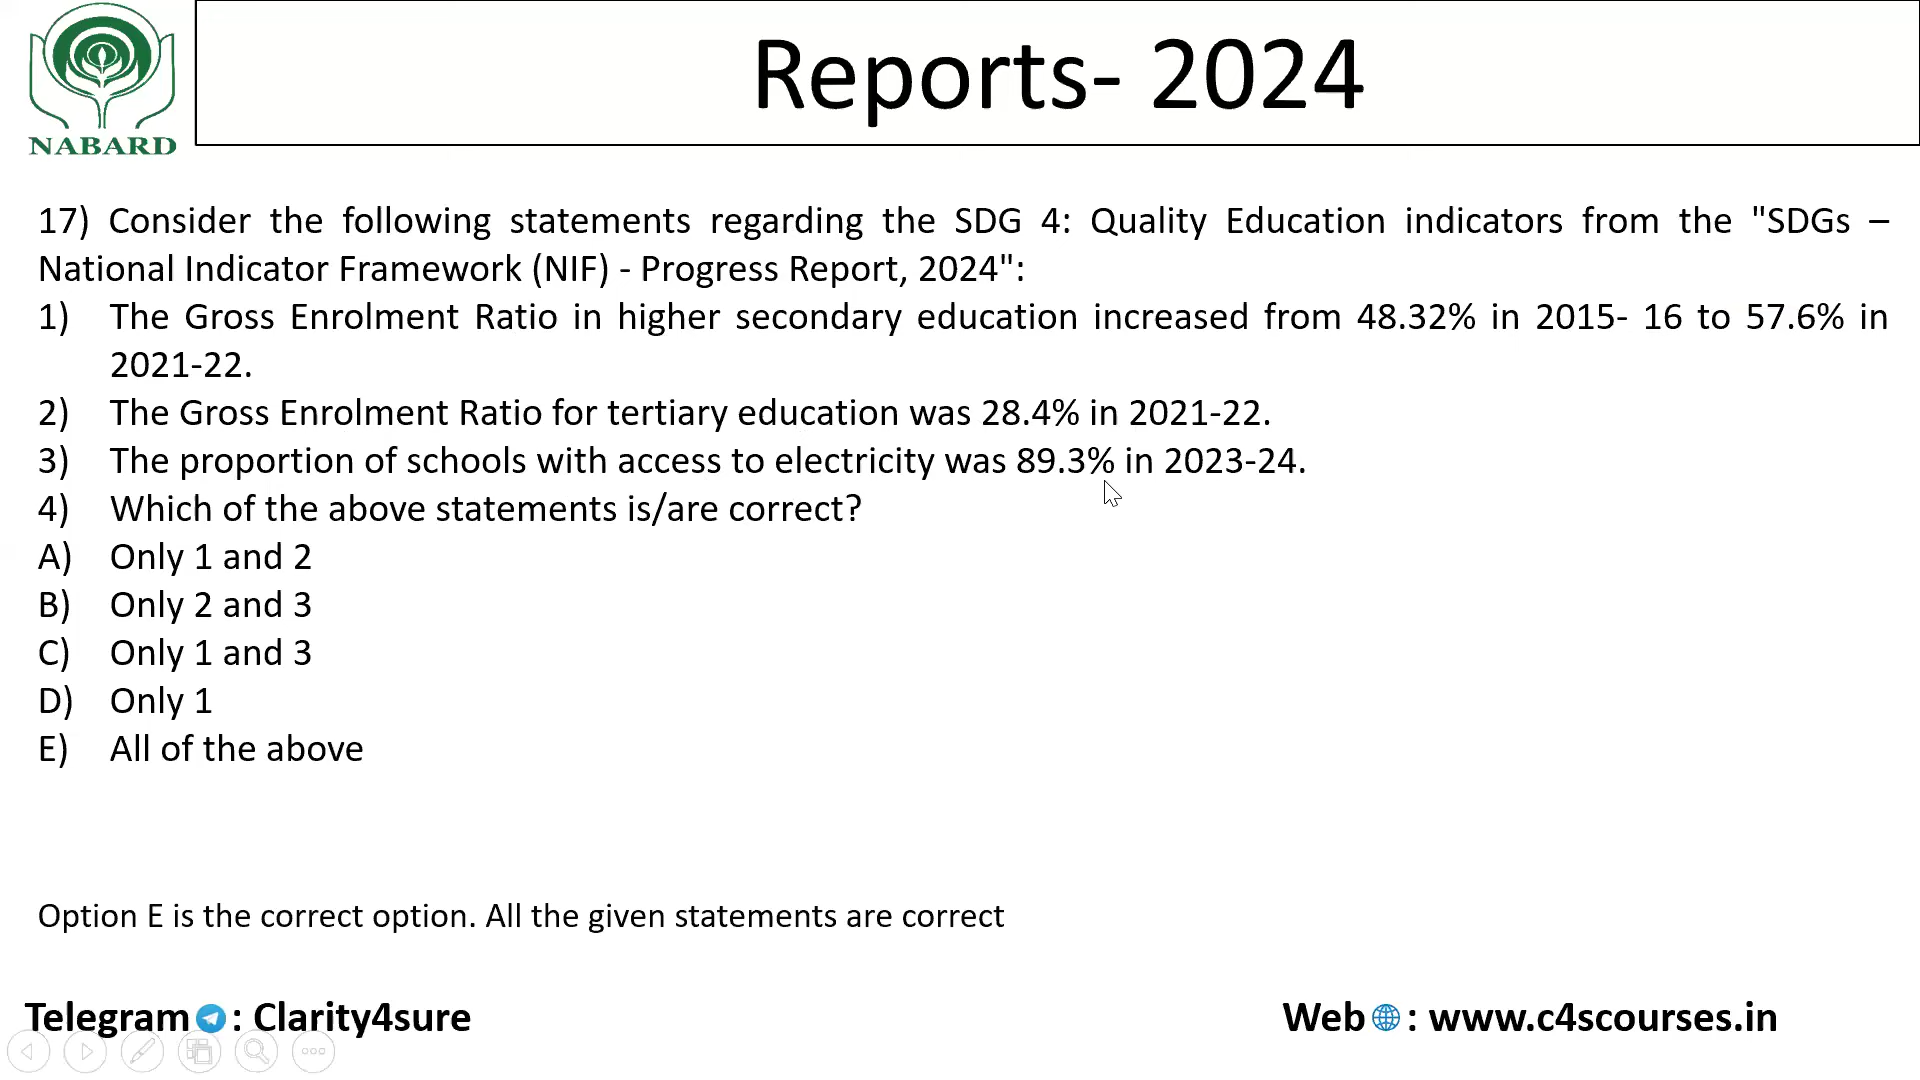 NABARD
Reports- 2024
17) Consider the following statements regarding the SDG 4: Quality Education indicators from the "SDGs –
National Indicator Framework (NIF) - Progress Report, 2024":
1) The Gross Enrolment Ratio in higher secondary education increased from 48.32% in 2015- 16 to 57.6% in
2021-22.
2) The Gross Enrolment Ratio for tertiary education was 28.4% in 2021-22.
3) The proportion of schools with access to electricity was 89.3% in 2023-24.
4) Which of the above statements is/are correct?
A) Only 1 and 2
B) Only 2 and 3
C) Only 1 and 3
D) Only 1
E) All of the above
Option E is the correct option. All the given statements are correct
Telegram : Clarity4sure
Web : www.c4scourses.in